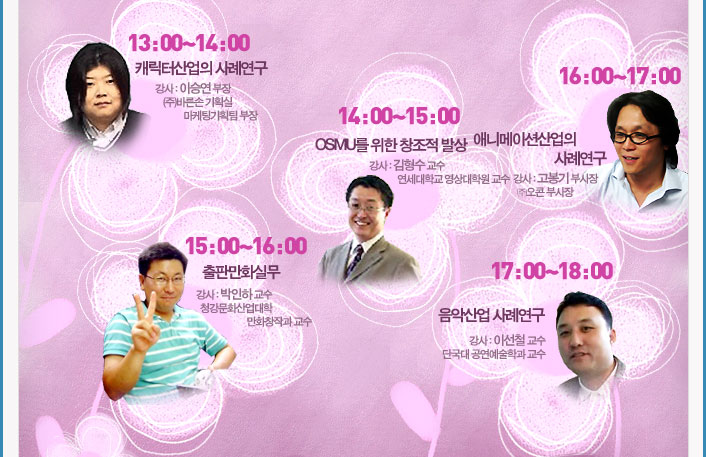 13:00~14:00
캐릭터산업의 사례연구
강사 : 이승연 부장
(주)바른손 기획실
마케팅기획팀 부장
14:00~15:00
OSMU를 위한 창조적 발상
강사 : 김형수 교수
연세대학교 영상대학원 교수
15:00~16:00
출판만화실무
강사 : 박인하 교수
청강문화산업대학
만화창작과 교수
16:00~17:00
애니메이션산업의
사례연구
강사 : 고봉기 부사장
㈜오콘 부사장
17:00~18:00
음악산업 사례연구
강사 : 이선철 교수
단국대 공연예술학과 교수